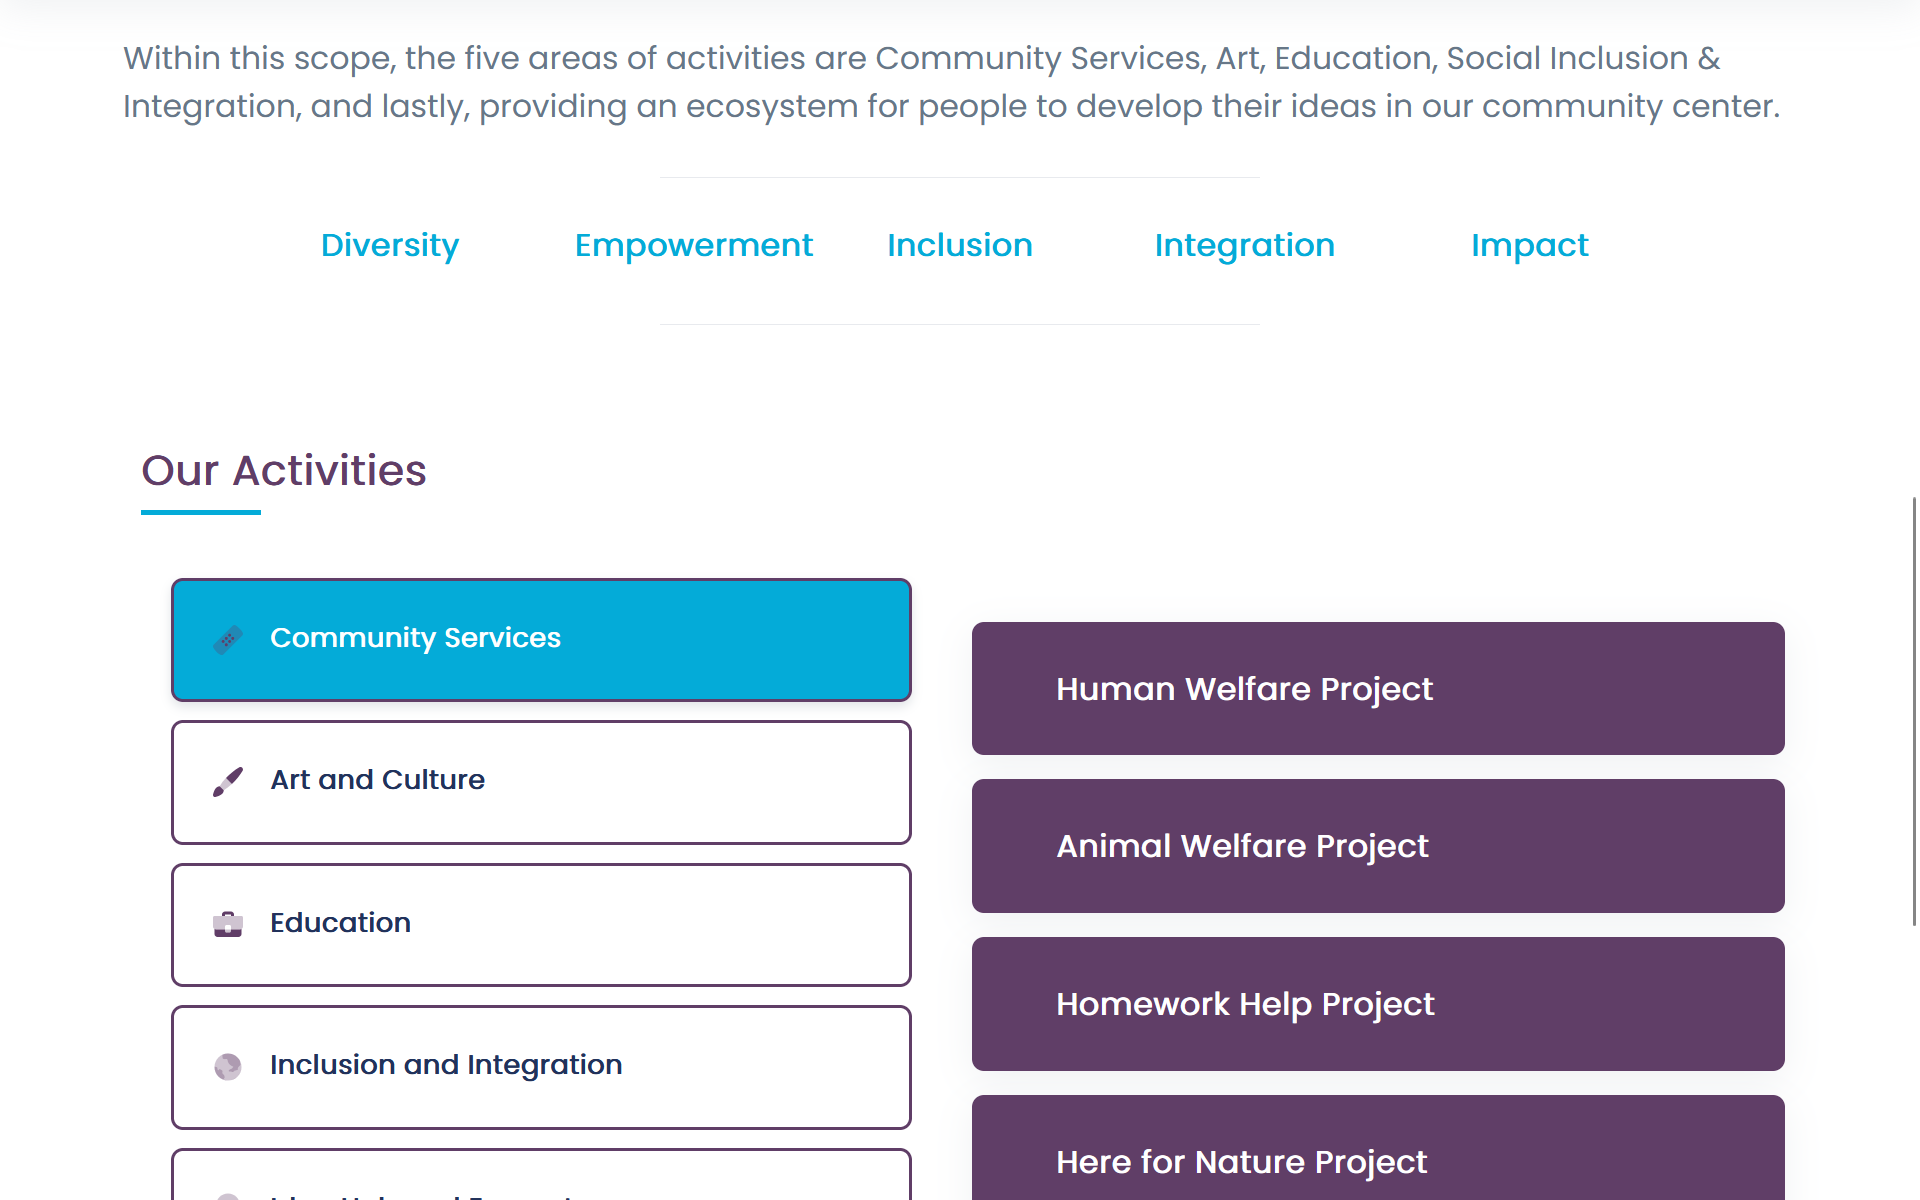 Within this scope, the five areas of activities are Community Services, Art, Education, Social Inclusion &
Integration, and lastly, providing an ecosystem for people to develop their ideas in our community center.
Diversity Empowerment Inclusion Integration Impact
Our Activities
Community Services
Art and Culture
Education
Inclusion and Integration
Human Welfare Project
Animal Welfare Project
Homework Help Project
Here for Nature Project